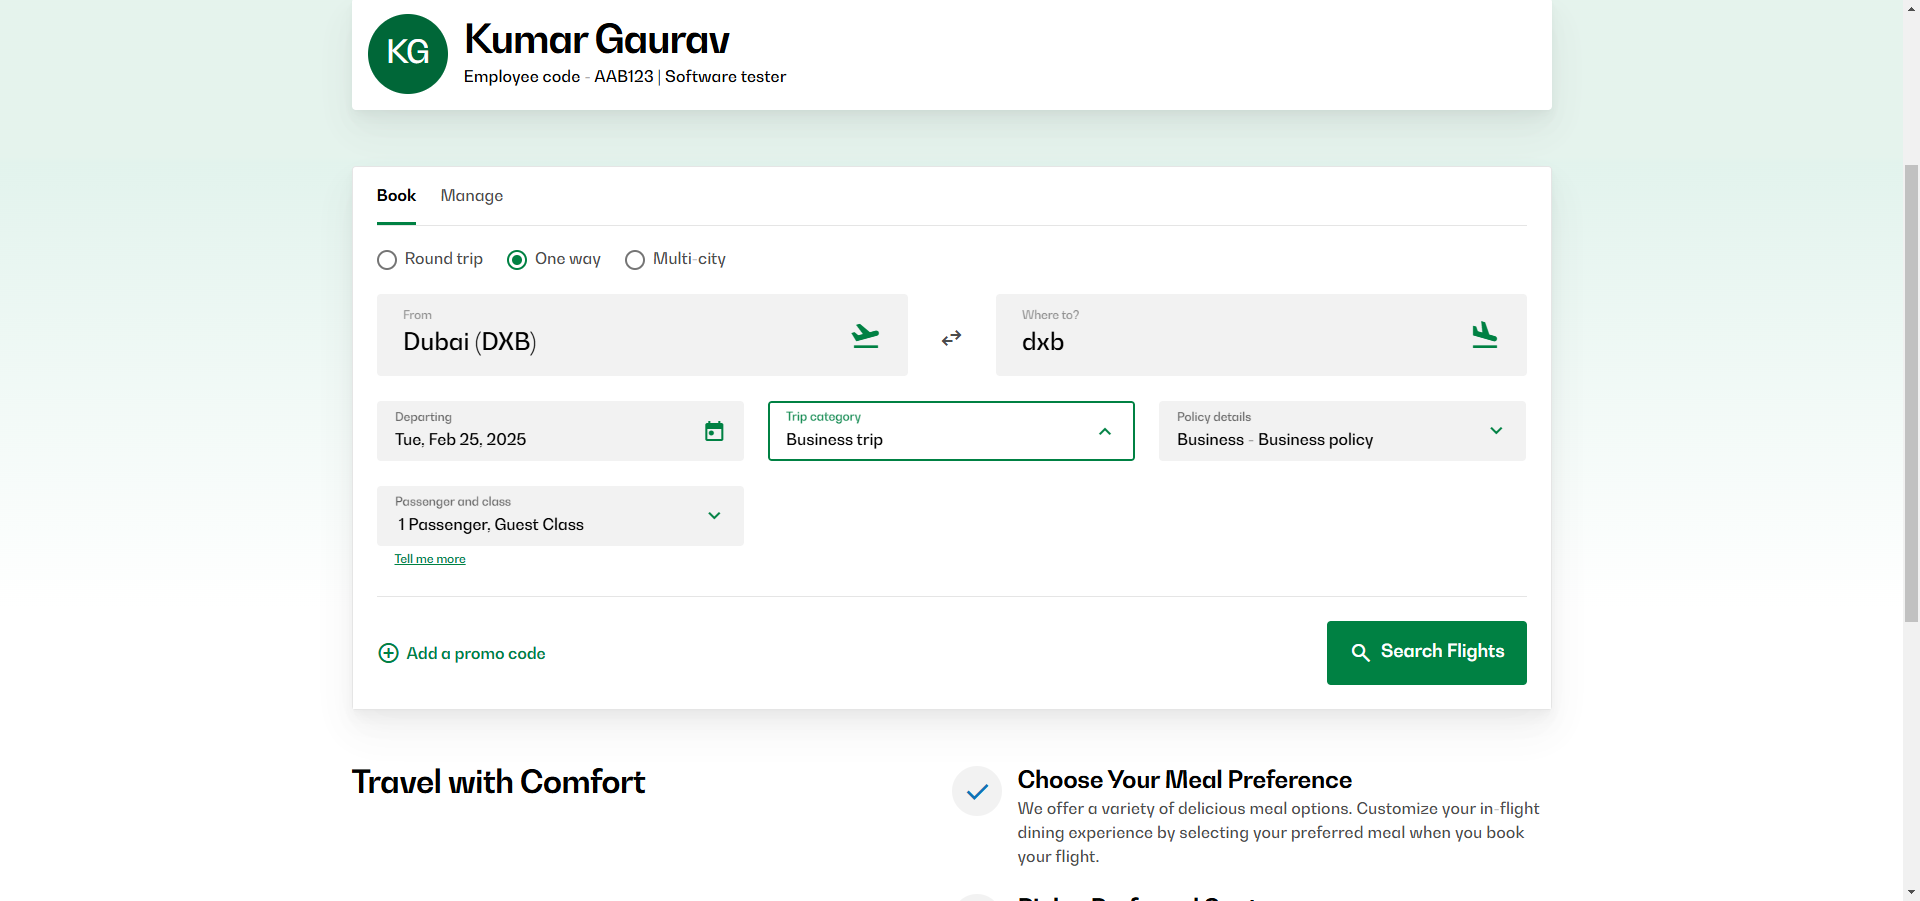 KG
Kumar Gaurav
Employee code - AAB123 | Software tester
Book Manage
Round trip One way Multi-city
From
Dubai (DXB)
Where to?
dxb
Departing
Tue, Feb 25, 2025
Trip category
Business trip
Policy details
Business - Business policy
Passenger and class
1 Passenger, Guest Class
Tell me more
Add a promo code
Search Flights
Travel with Comfort
Choose Your Meal Preference
We offer a variety of delicious meal options. Customize your in-flight
dining experience by selecting your preferred meal when you book
your flight.